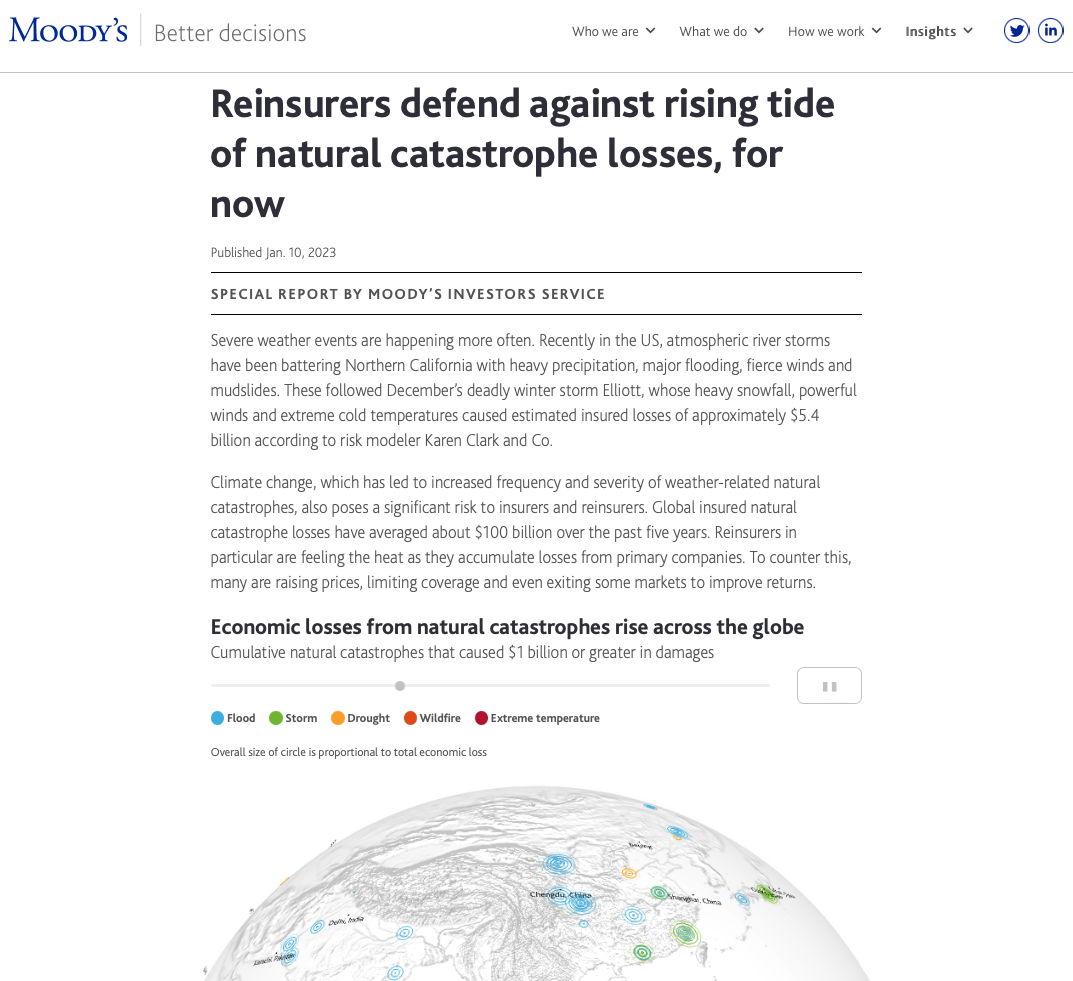 MOODY'S Better decisions
Who we are What we do How we work Insights
Reinsurers defend against rising tide
of natural catastrophe losses, for
now
Published Jan. 10, 2023
SPECIAL REPORT BY MOODY'S INVESTORS SERVICE
Severe weather events are happening more often. Recently in the US, atmospheric river storms
have been battering Northern California with heavy precipitation, major flooding, fierce winds and
mudslides. These followed December's deadly winter storm Elliott, whose heavy snowfall, powerful
winds and extreme cold temperatures caused estimated insured losses of approximately $5.4
billion according to risk modeler Karen Clark and Co.
Climate change, which has led to increased frequency and severity of weather-related natural
catastrophes, also poses a significant risk to insurers and reinsurers. Global insured natural
catastrophe losses have averaged about $100 billion over the past five years. Reinsurers in
particular are feeling the heat as they accumulate losses from primary companies. To counter this,
many are raising prices, limiting coverage and even exiting some markets to improve returns.
Economic losses from natural catastrophes rise across the globe
Cumulative natural catastrophes that caused $1 billion or greater in damages
Flood Storm Drought Wildfire Extreme temperature
Overall size of circle is proportional to total economic loss
Beijing
Chengdu, China
Shanghai, China
Delhi, India
Karachi, Pakistan